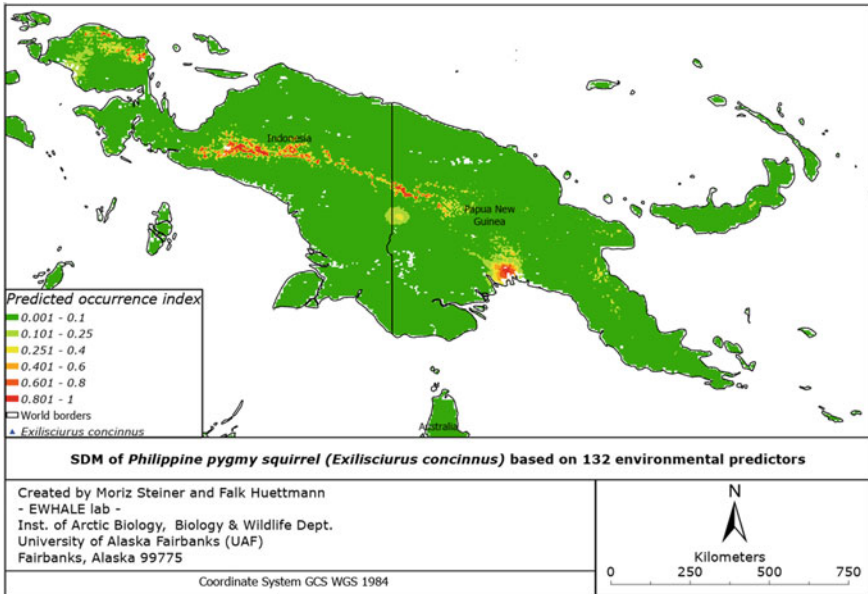 Indonesia
Papua New
Guinea
Australia
Predicted occurrence index
0.001 - 0.1
0.101 - 0.25
0.251 - 0.4
0.401 - 0.6
0.601 - 0.8
0.801 - 1
World borders
Exilisciurus concinnus
SDM of Philippine pygmy squirrel (Exilisciurus concinnus) based on 132 environmental predictors
Created by Moriz Steiner and Falk Huettmann
- EWHALE lab -
Inst. of Arctic Biology, Biology & Wildlife Dept.
University of Alaska Fairbanks (UAF)
Fairbanks, Alaska 99775
Coordinate System GCS WGS 1984
N
Kilometers
0 250 500 750